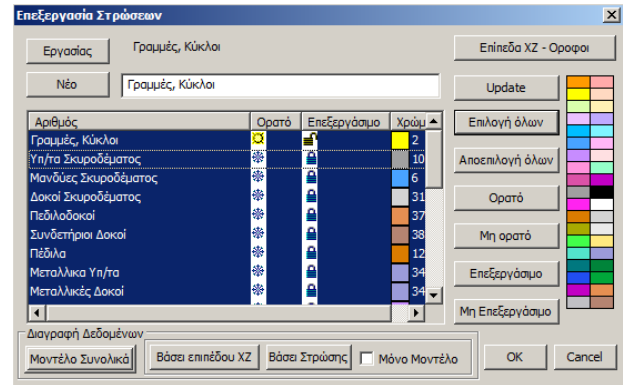 Επεξεργασία Στρώσεων
Εργασίας Γραμμές, Κύκλοι Επίπεδα XZ - Οροφοι
Νέο Γραμμές, Κύκλοι Update
Αριθμός Ορατό Επεξεργάσιμο Χρώμ Επιλογή όλων
Γραμμές, Κύκλοι 2
Υπ/τα Σκυροδέματος 10 Αποεπιλογή όλων
Μανδύες Σκυροδέματος 6
Δοκοί Σκυροδέματος 31 Ορατό
Πεδιλοδοκοί 37
Συνδετήριοι Δοκοί 38 Μη ορατό
Πέδιλα 12
Μεταλλικα Υπ/τα 34 Επεξεργάσιμο
Μεταλλικές Δοκοί 34
Μη Επεξεργάσιμο
Διαγραφή Δεδομένων
Μοντέλο Συνολικά Βάσει επιπέδου XZ Βάσει Στρώσης Μόνο Μοντέλο OK Cancel